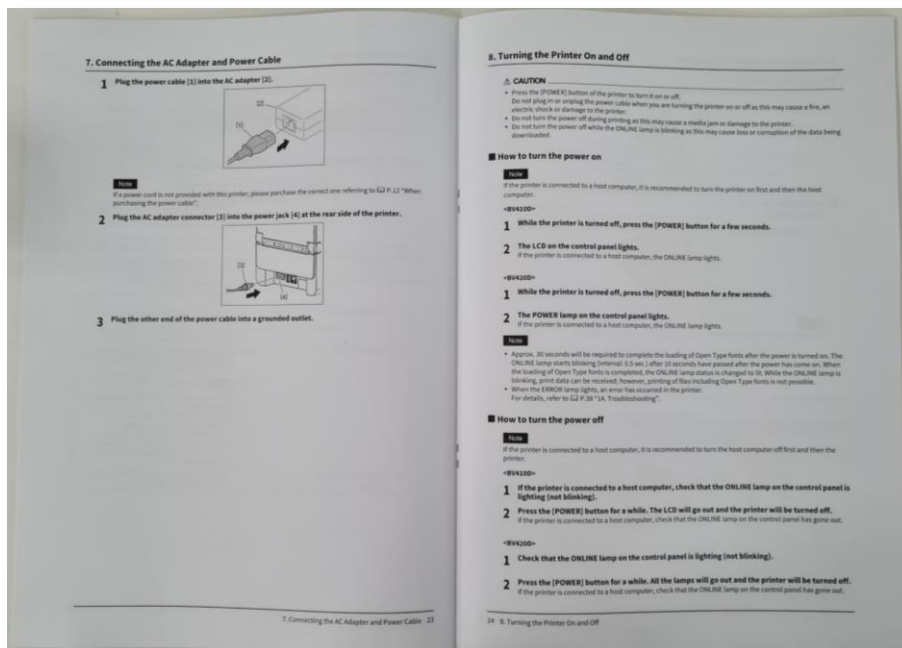 7. Connecting the AC Adapter and Power Cable
1 Plug the power cable [1] into the AC adapter [2].
[2]
[1]
Note
If a power cord is not provided with this printer, please purchase the correct one referring to P.12 "When
purchasing the power cable".
2 Plug the AC adapter connector [3] into the power jack [4] at the rear side of the printer.
[3]
[4]
3 Plug the other end of the power cable into a grounded outlet.
7. Connecting the AC Adapter and Power Cable 23
8. Turning the Printer On and Off
⚠ CAUTION
• Press the [POWER] button of the printer to turn it on or off.
Do not plug in or unplug the power cable when you are turning the printer on or off as this may cause a fire, an
electric shock or damage to the printer.
• Do not turn the power off during printing as this may cause a media jam or damage to the printer.
• Do not turn the power off while the ONLINE lamp is blinking as this may cause loss or corruption of the data being
downloaded.
■ How to turn the power on
Note
If the printer is connected to a host computer, it is recommended to turn the printer on first and then the host
computer.
<BV410D>
1 While the printer is turned off, press the [POWER] button for a few seconds.
2 The LCD on the control panel lights.
If the printer is connected to a host computer, the ONLINE lamp lights.
<BV420D>
1 While the printer is turned off, press the [POWER] button for a few seconds.
2 The POWER lamp on the control panel lights.
If the printer is connected to a host computer, the ONLINE lamp lights.
Note
• Approx. 30 seconds will be required to complete the loading of Open Type fonts after the power is turned on. The
ONLINE lamp starts blinking (interval: 0.5 sec.) after 10 seconds have passed after the power has come on. When
the loading of Open Type fonts is completed, the ONLINE lamp status is changed to lit. While the ONLINE lamp is
blinking, print data can be received; however, printing of files including Open Type fonts is not possible.
• When the ERROR lamp lights, an error has occurred in the printer.
For details, refer to P.38 "14. Troubleshooting".
■ How to turn the power off
Note
If the printer is connected to a host computer, it is recommended to turn the host computer off first and then the
printer.
<BV410D>
1 If the printer is connected to a host computer, check that the ONLINE lamp on the control panel is
lighting (not blinking).
2 Press the [POWER] button for a while. The LCD will go out and the printer will be turned off.
If the printer is connected to a host computer, check that the ONLINE lamp on the control panel has gone out.
<BV420D>
1 Check that the ONLINE lamp on the control panel is lighting (not blinking).
2 Press the [POWER] button for a while. All the lamps will go out and the printer will be turned off.
If the printer is connected to a host computer, check that the ONLINE lamp on the control panel has gone out.
24 8. Turning the Printer On and Off